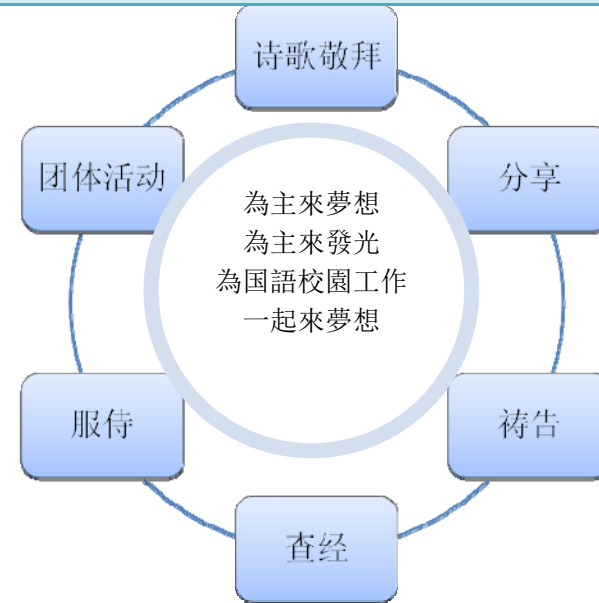 诗歌敬拜
分享
祷告
查经
服侍
团体活动
為主來夢想
為主來發光
為国語校園工作
一起來夢想